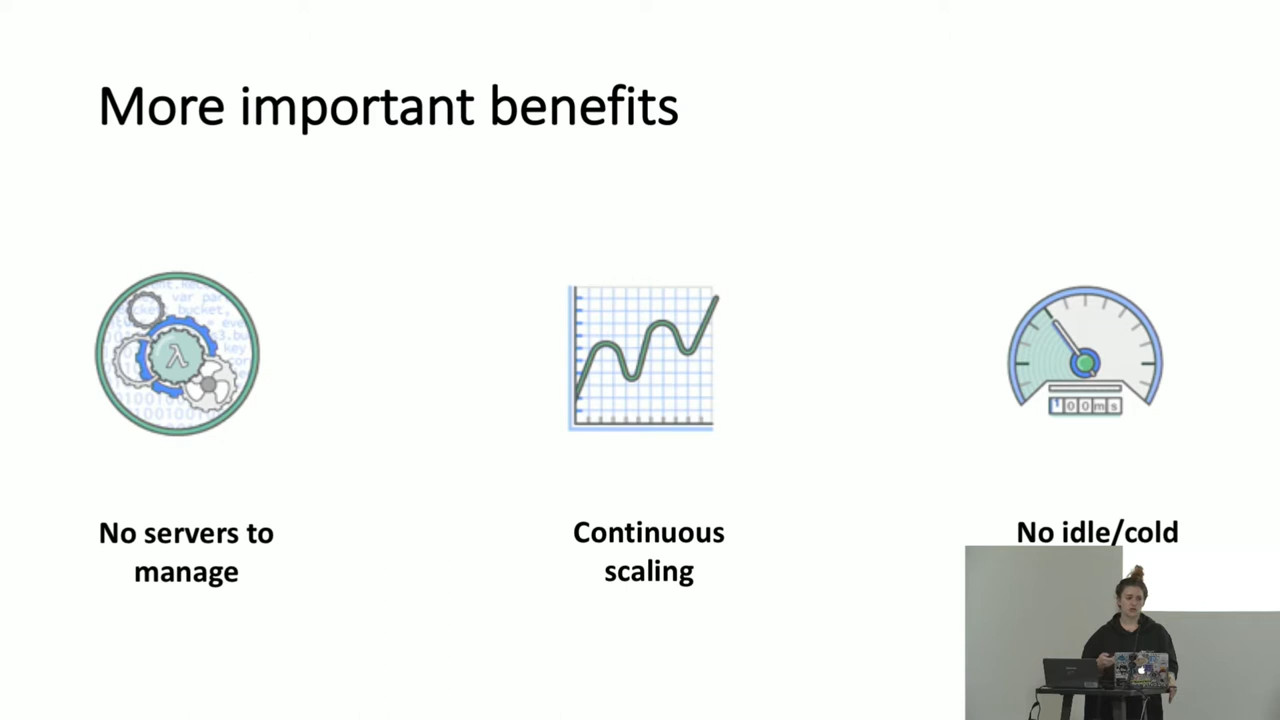 More important benefits
λ
100ms
No servers to
manage
Continuous
scaling
No idle/cold